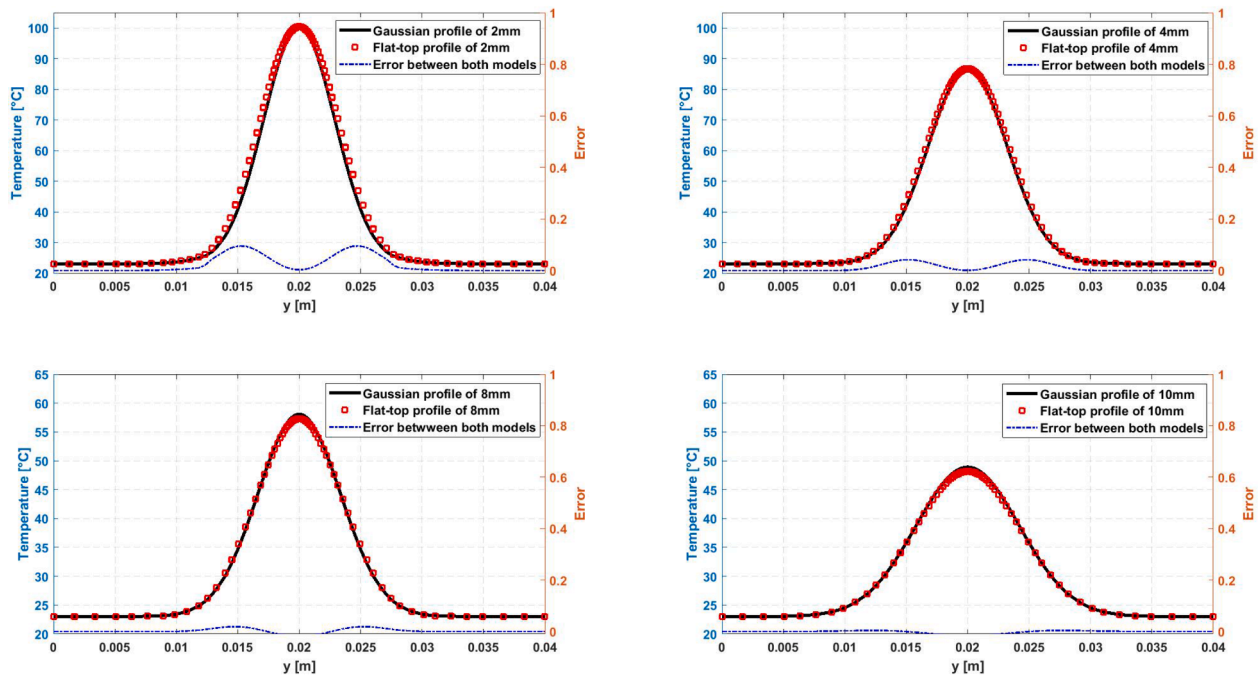 Gaussian profile of 2mm
Flat-top profile of 2mm
Error between both models
100
90
80
70
60
50
40
30
20
Temperature [°C]
1
0.8
0.6
0.4
0.2
0
Error
0 0.005 0.01 0.015 0.02 0.025 0.03 0.035 0.04
y [m]
Gaussian profile of 4mm
Flat-top profile of 4mm
Error between both models
100
90
80
70
60
50
40
30
20
Temperature [°C]
1
0.8
0.6
0.4
0.2
0
Error
0 0.005 0.01 0.015 0.02 0.025 0.03 0.035 0.04
y [m]
Gaussian profile of 8mm
Flat-top profile of 8mm
Error betwween both models
65
60
55
50
45
40
35
30
25
20
Temperature [°C]
1
0.8
0.6
0.4
0.2
0
Error
0 0.005 0.01 0.015 0.02 0.025 0.03 0.035 0.04
y [m]
Gaussian profile of 10mm
Flat-top profile of 10mm
Error between both models
65
60
55
50
45
40
35
30
25
20
Temperature [°C]
1
0.8
0.6
0.4
0.2
0
Error
0 0.005 0.01 0.015 0.02 0.025 0.03 0.035 0.04
y [m]